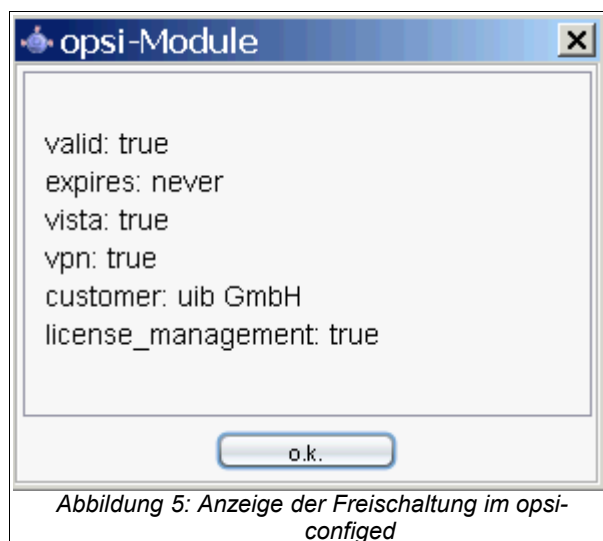 opsi-Module
valid: true
expires: never
vista: true
vpn: true
customer: uib GmbH
license_management: true
o.k.
Abbildung 5: Anzeige der Freischaltung im opsi-
configed